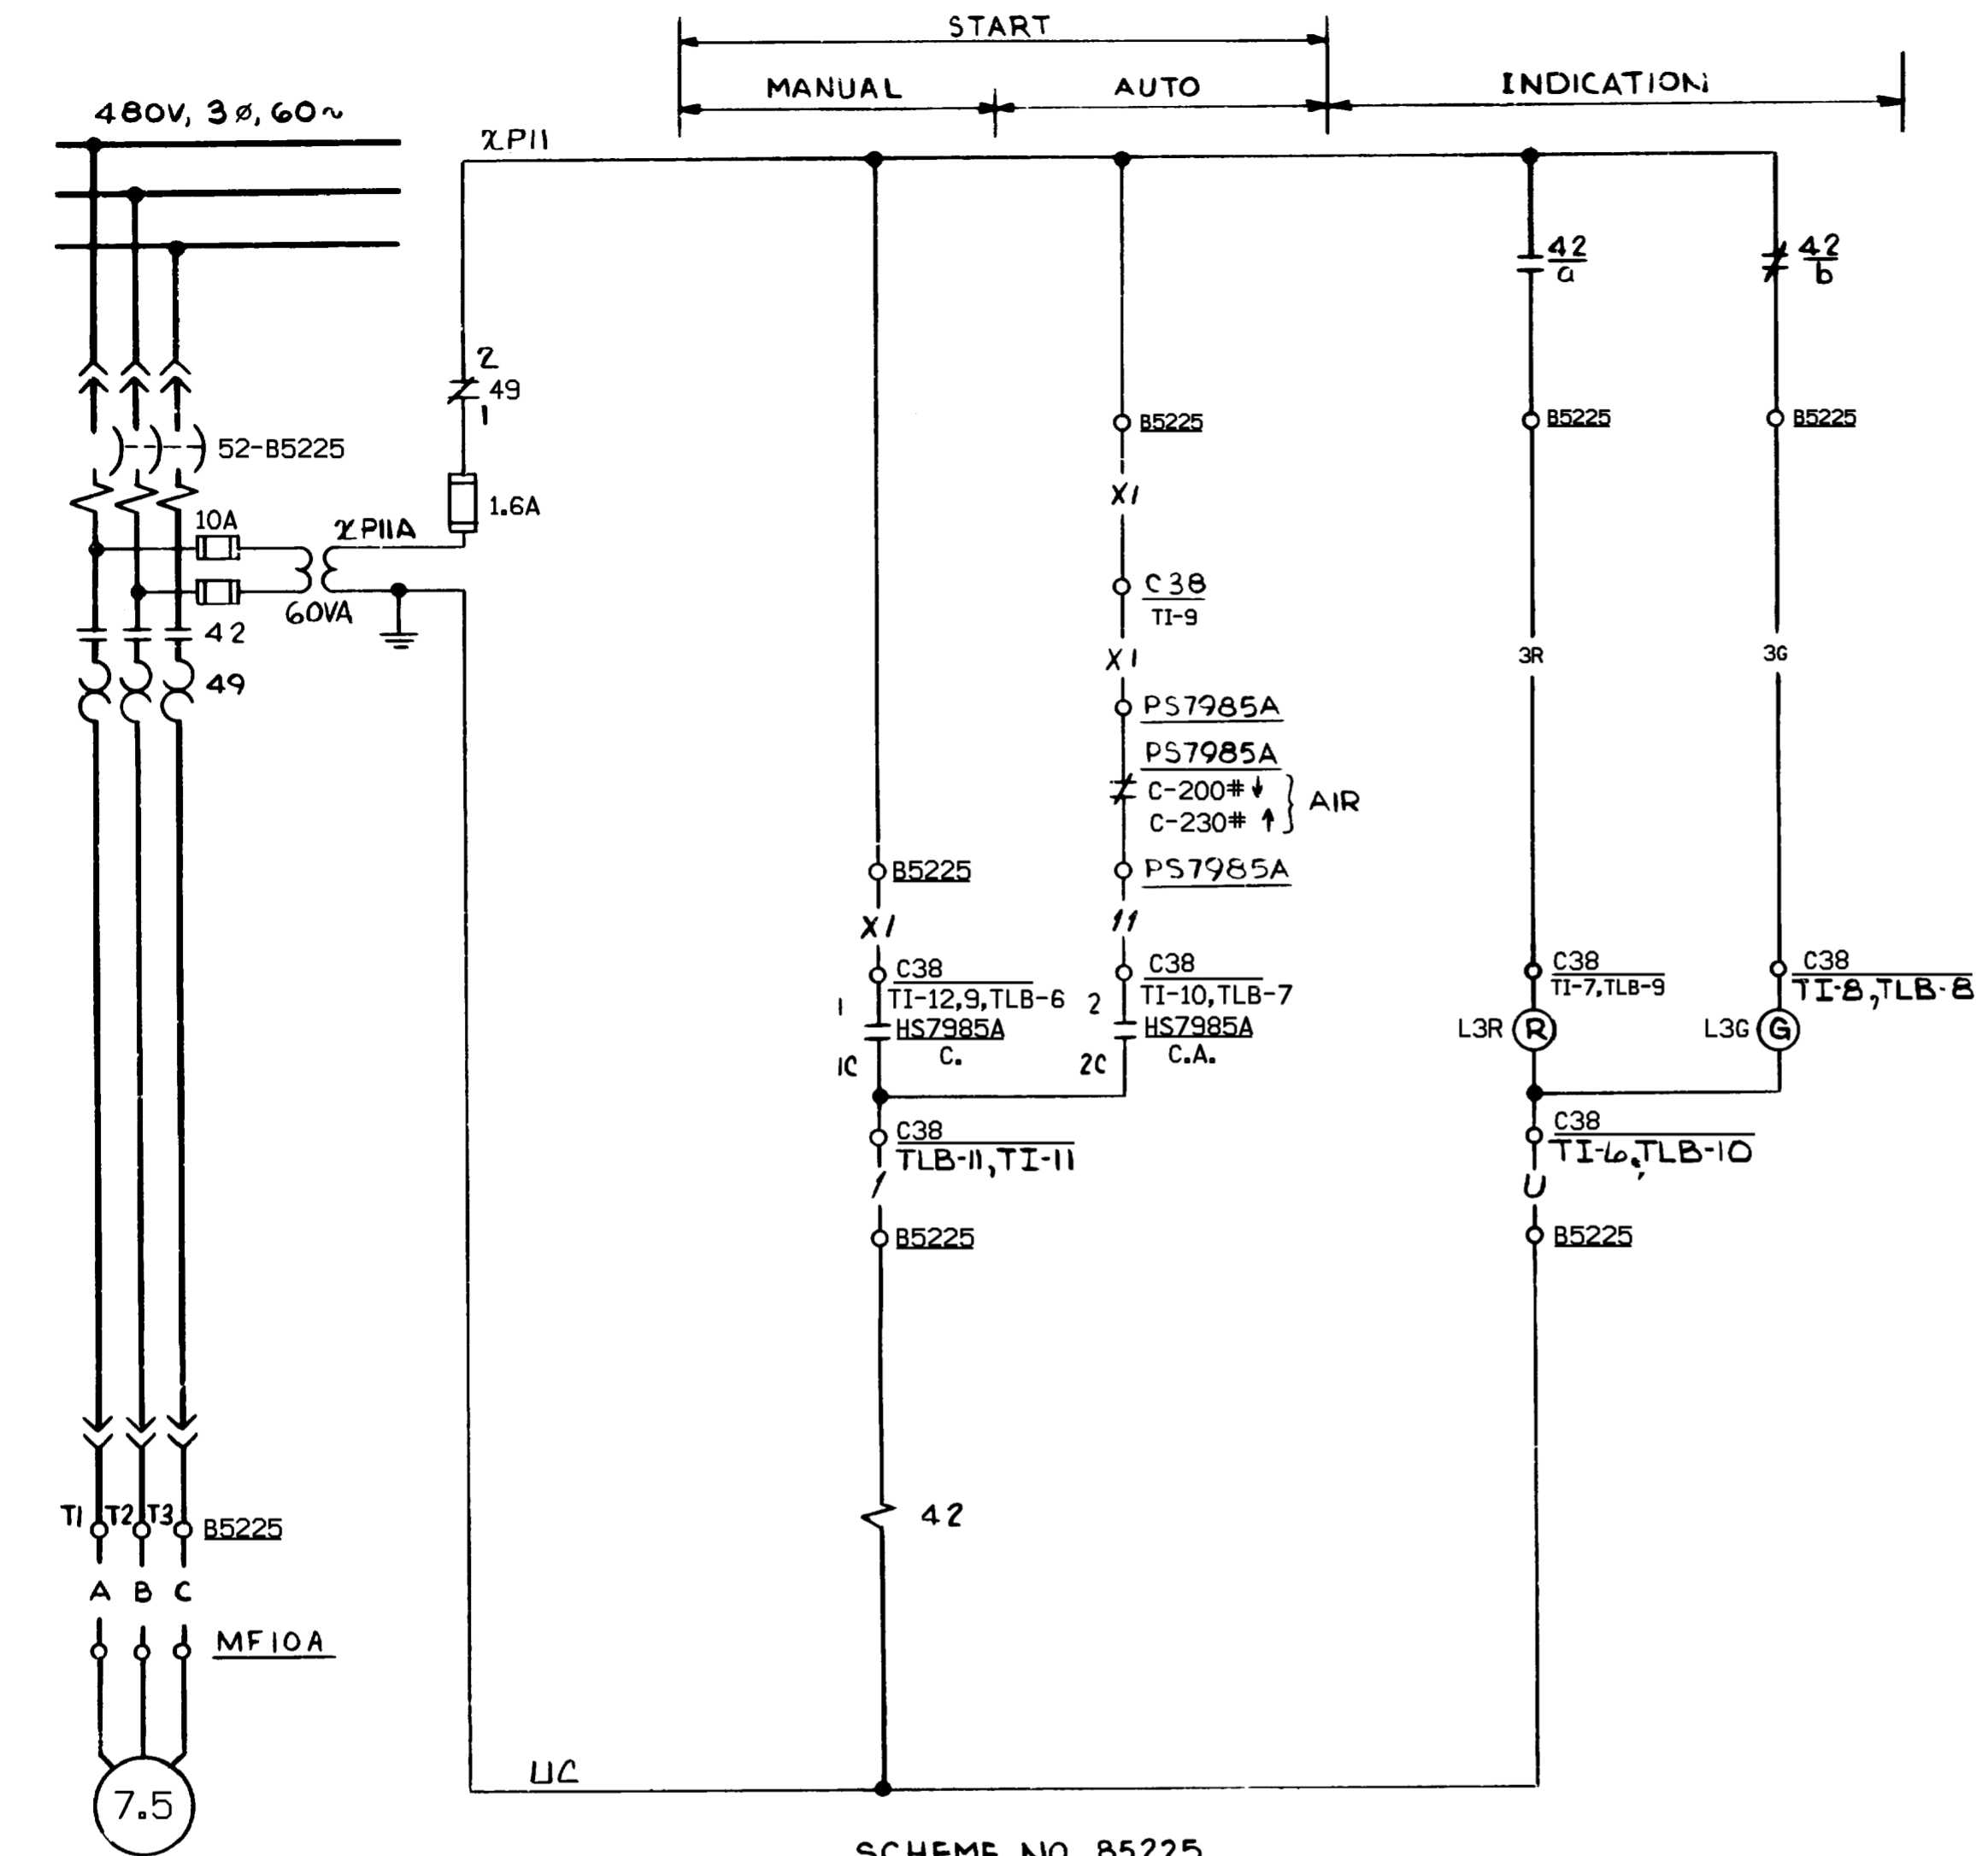 START
MANUAL
AUTO
INDICATION
480V, 3ø, 60~
XP11
42
a
42
b
2
49
1
B5225
B5225
B5225
52-B5225
X1
1.6A
10A
XP11A
C38
TI-9
60VA
42
X1
3R
3G
49
PS7985A
PS7985A
C-200# ↓
C-230# ↑
AIR
B5225
PS7985A
X1
11
C38
TI-12,9,TLB-6
1
HS7985A
C.
1C
C38
TI-10,TLB-7
2
HS7985A
C.A.
2C
C38
TI-7,TLB-9
L3R
R
C38
TI-8,TLB-8
L3G
G
C38
TLB-11,TI-11
1
B5225
C38
TI-6,TLB-10
U
B5225
42
T1 T2 T3 B5225
A B C
MF10A
UC
7.5
SCHEME NO. B5225